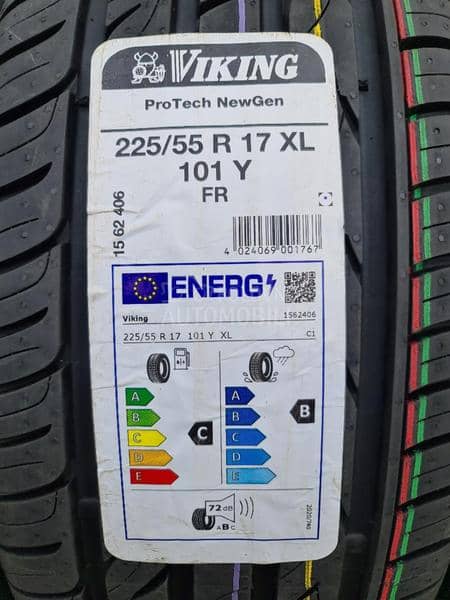 VIKING
ProTech NewGen
225/55 R 17 XL
101 Y
FR
15 62 406
4 024069 001767
ENERG
Viking 1562406
AUTOMOBILI
225/55 R 17 101 Y XL C1
A A
B B B
C C C
D D
E E
72 dB
ABC
2020/740